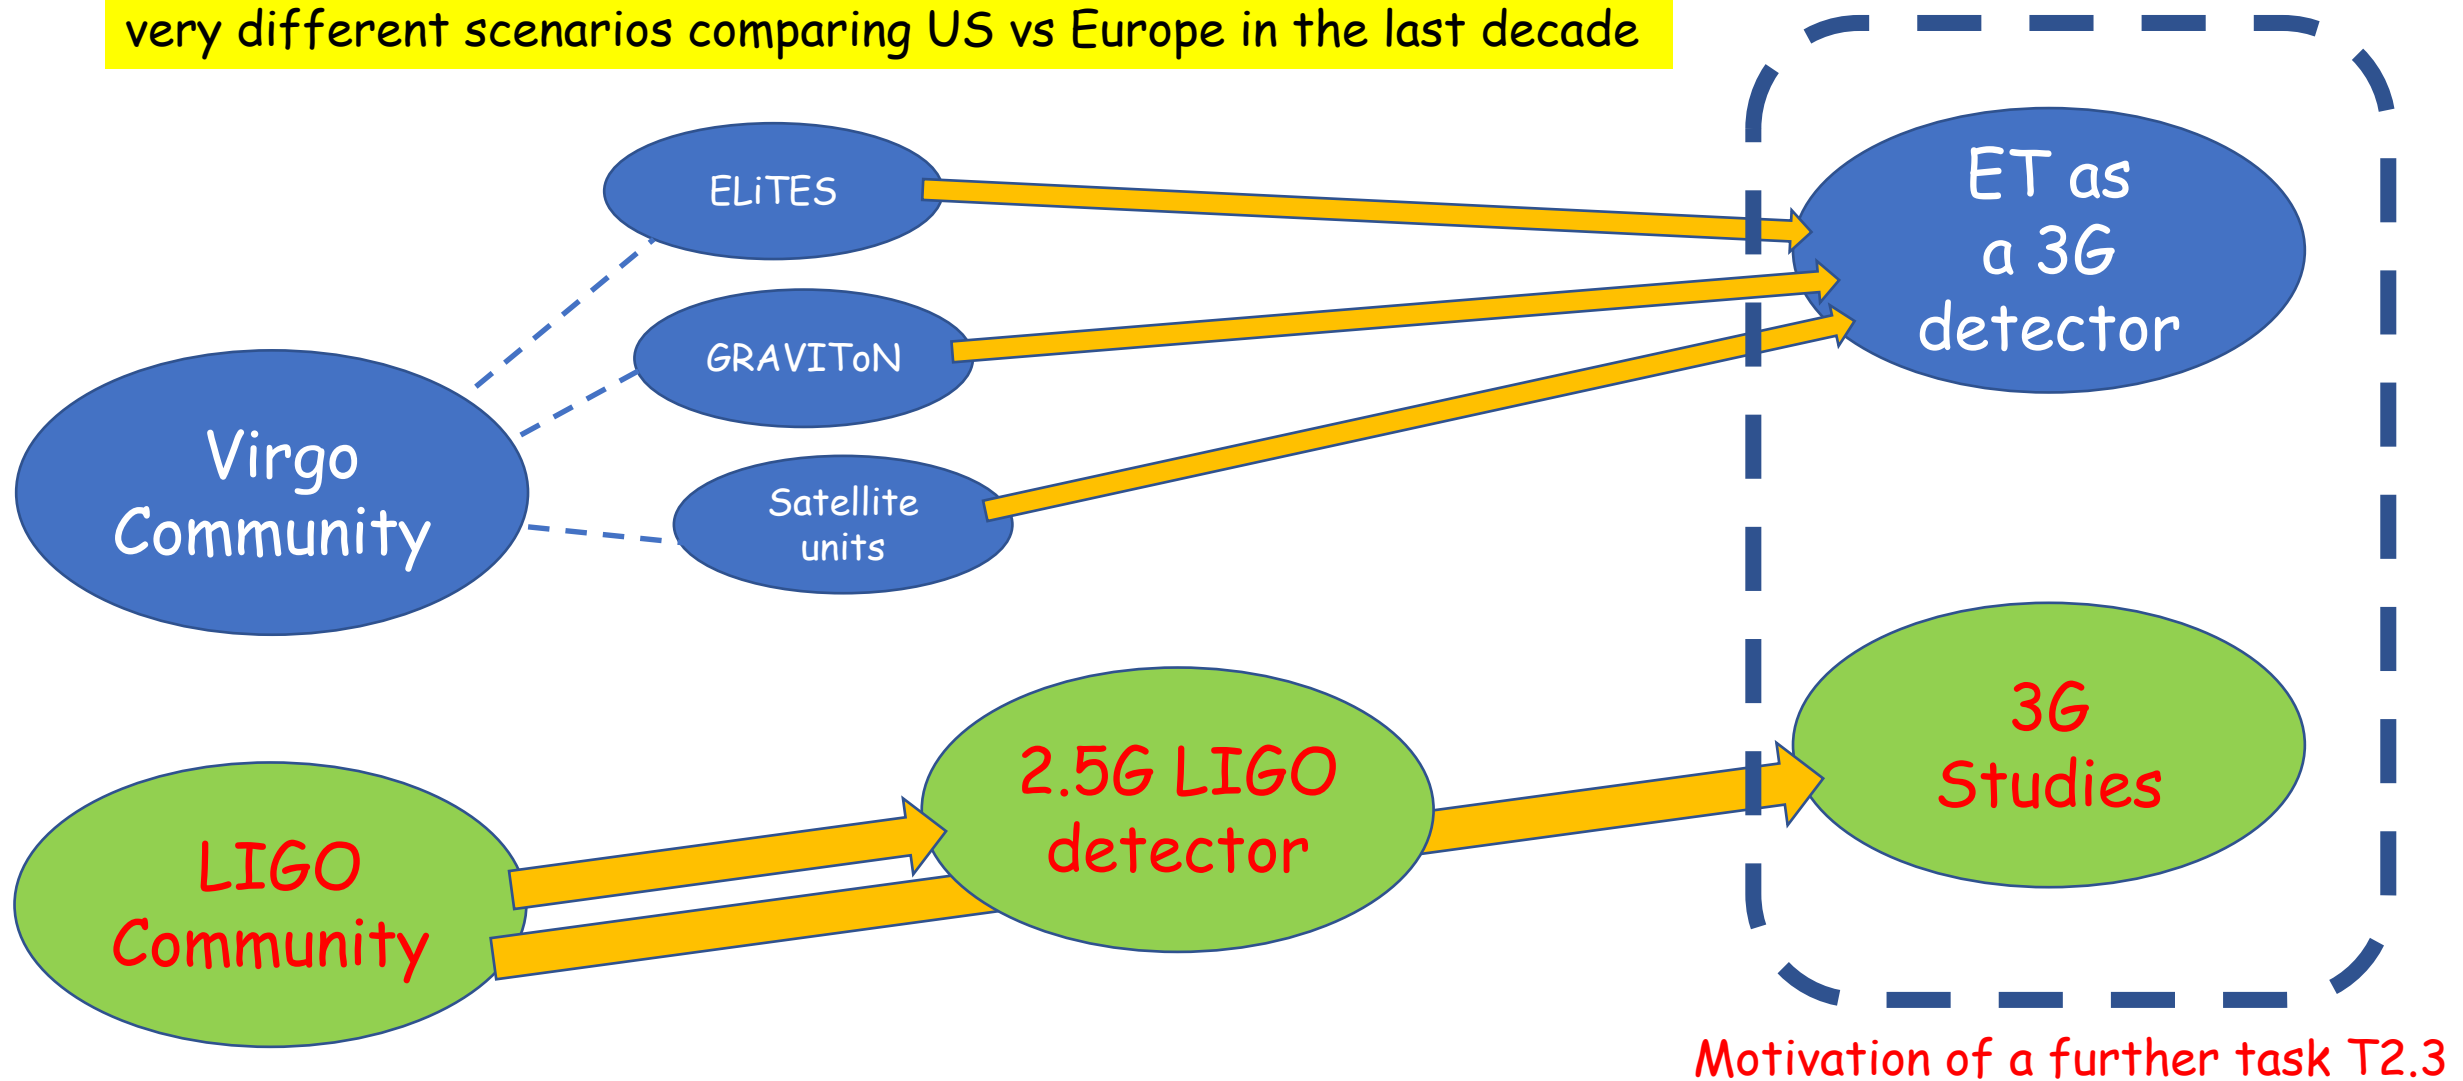 very different scenarios comparing US vs Europe in the last decade
ELiTES
GRAVIToN
Satellite
units
Virgo
Community
ET as
a 3G
detector
LIGO
Community
2.5G LIGO
detector
3G
Studies
Motivation of a further task T2.3